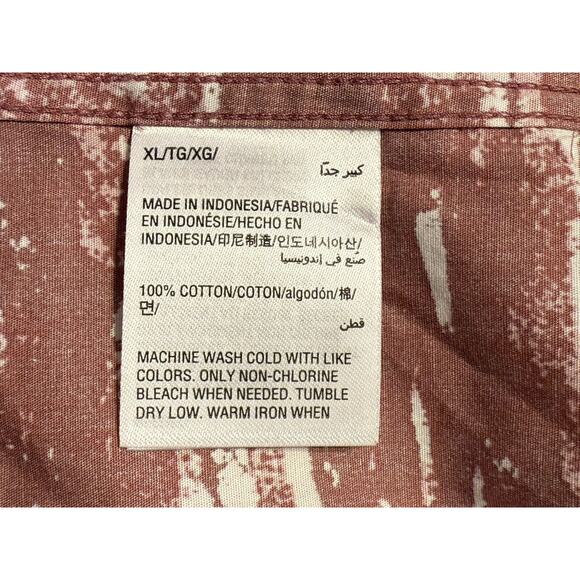 XL/TG/XG/
كبير جدًا
MADE IN INDONESIA/FABRIQUÉ
EN INDONÉSIE/HECHO EN
INDONESIA/印尼制造/인도네시아산/
صنع في إندونيسيا
100% COTTON/COTON/algodón/棉/
면/
قطن
MACHINE WASH COLD WITH LIKE
COLORS. ONLY NON-CHLORINE
BLEACH WHEN NEEDED. TUMBLE
DRY LOW. WARM IRON WHEN